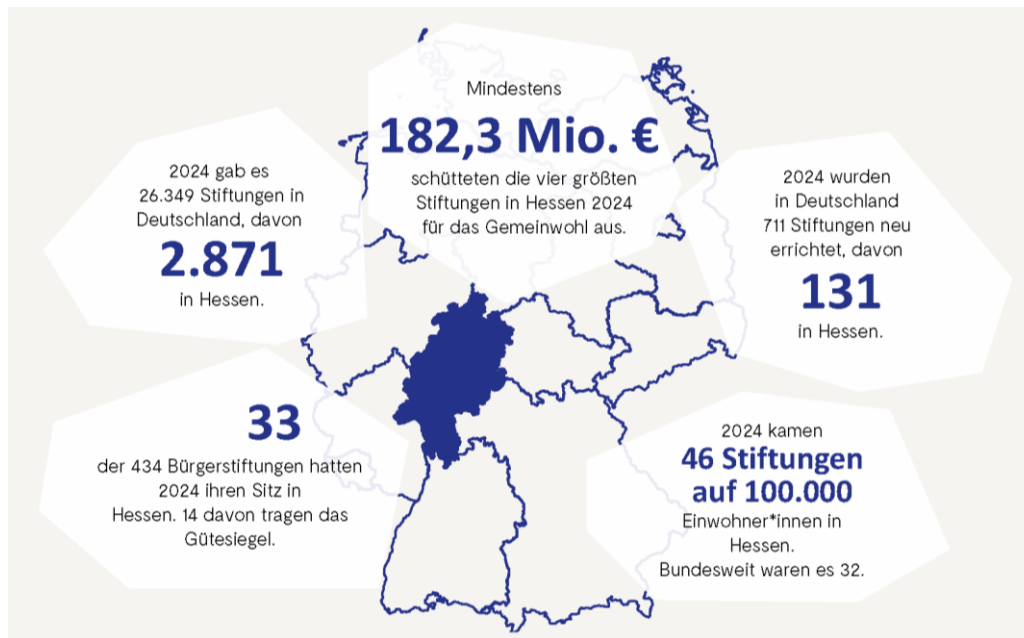 Mindestens
182,3 Mio. €
schütteten die vier größten
Stiftungen in Hessen 2024
für das Gemeinwohl aus.
2024 gab es
26.349 Stiftungen in
Deutschland, davon
2.871
in Hessen.
2024 wurden
in Deutschland
711 Stiftungen neu
errichtet, davon
131
in Hessen.
33
der 434 Bürgerstiftungen hatten
2024 ihren Sitz in
Hessen. 14 davon tragen das
Gütesiegel.
2024 kamen
46 Stiftungen
auf 100.000
Einwohner*innen in
Hessen.
Bundesweit waren es 32.